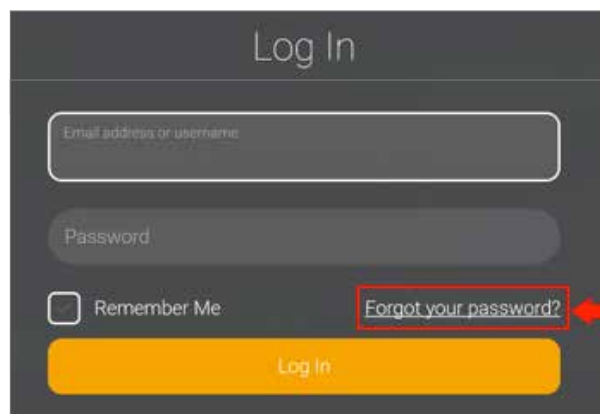 Log In
Email address or username
Password
Remember Me Forgot your password?
Log In